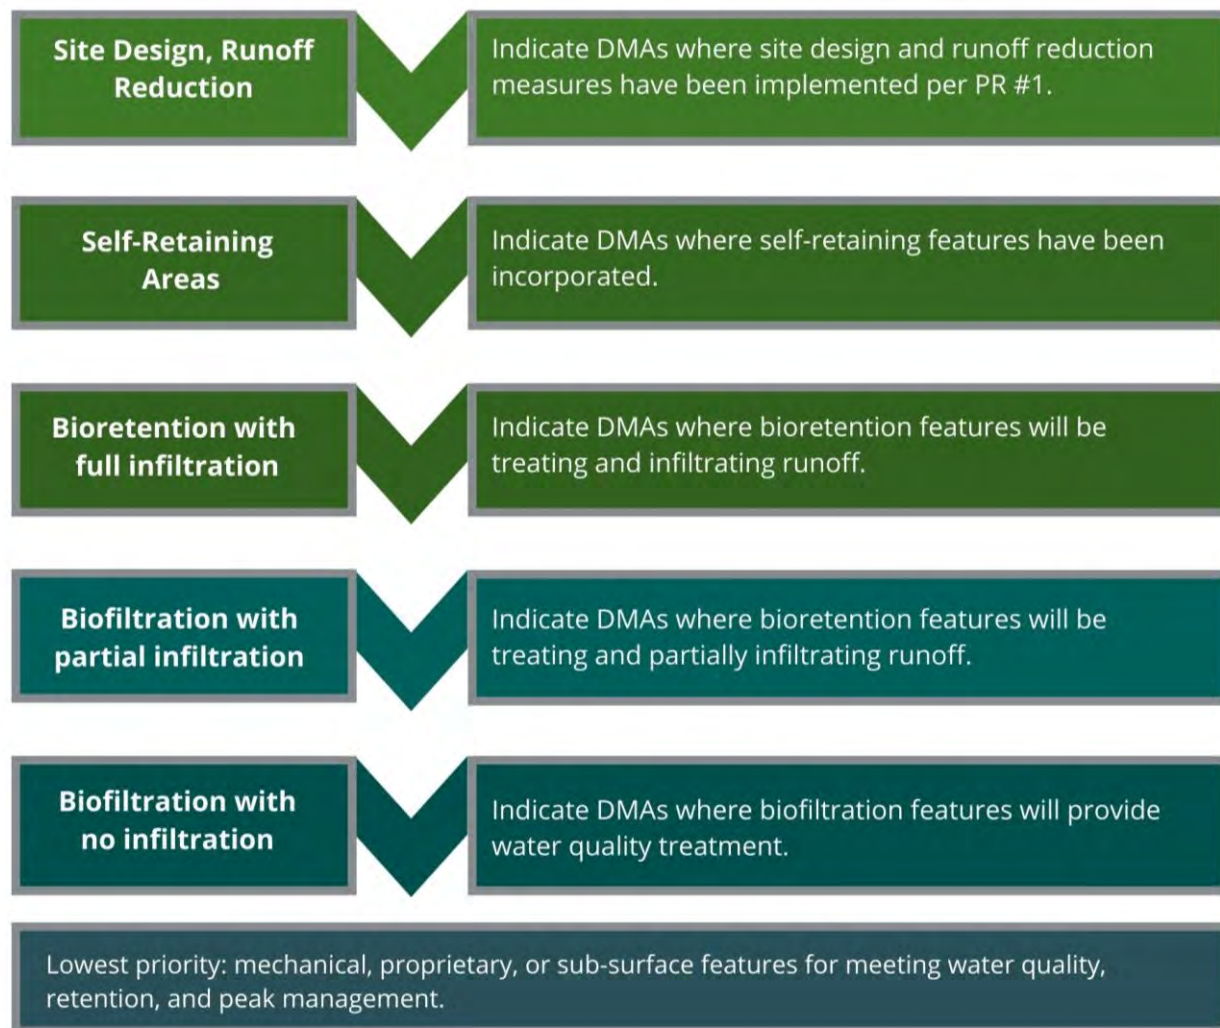 Site Design, Runoff
Reduction
Indicate DMAs where site design and runoff reduction
measures have been implemented per PR #1.
Self-Retaining
Areas
Indicate DMAs where self-retaining features have been
incorporated.
Bioretention with
full infiltration
Indicate DMAs where bioretention features will be
treating and infiltrating runoff.
Biofiltration with
partial infiltration
Indicate DMAs where bioretention features will be
treating and partially infiltrating runoff.
Biofiltration with
no infiltration
Indicate DMAs where biofiltration features will provide
water quality treatment.
Lowest priority: mechanical, proprietary, or sub-surface features for meeting water quality,
retention, and peak management.